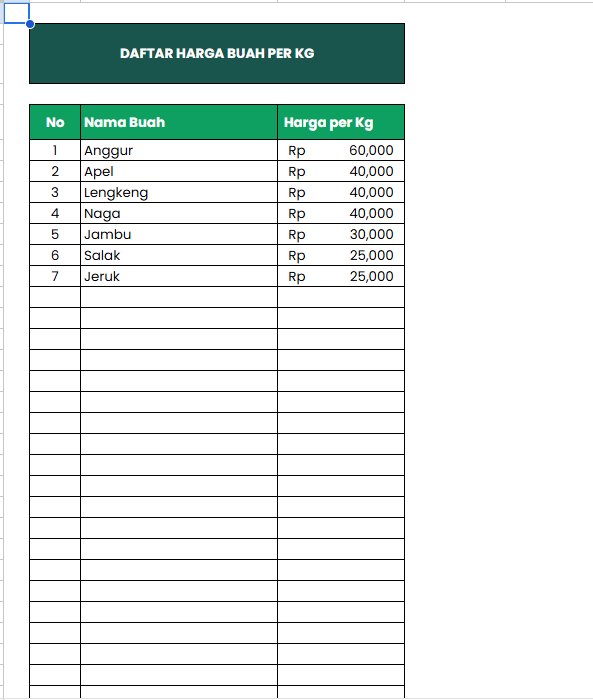 DAFTAR HARGA BUAH PER KG
No Nama Buah Harga per Kg
1 Anggur Rp 60,000
2 Apel Rp 40,000
3 Lengkeng Rp 40,000
4 Naga Rp 40,000
5 Jambu Rp 30,000
6 Salak Rp 25,000
7 Jeruk Rp 25,000